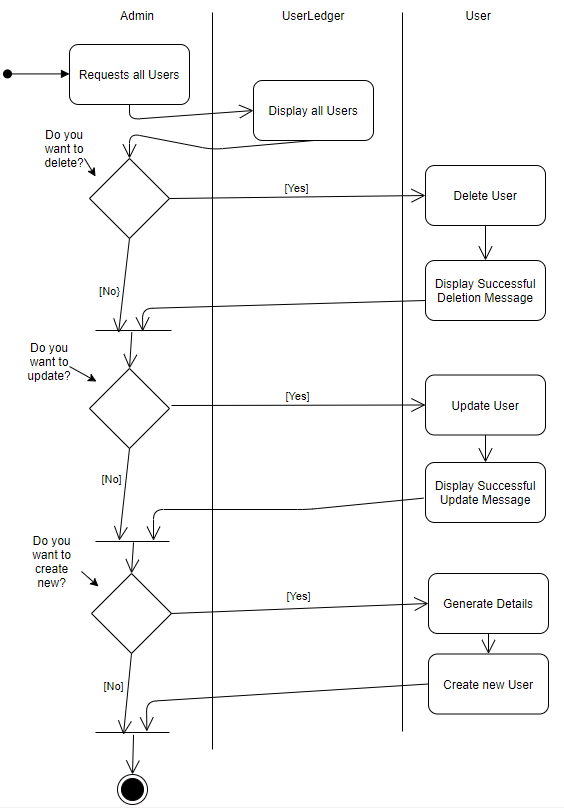 Admin
UserLedger
User
Requests all Users
Display all Users
Do you
want to
delete?
[Yes]
Delete User
[No}
Display Successful
Deletion Message
Do you
want to
update?
[Yes]
Update User
[No]
Display Successful
Update Message
Do you
want to
create
new?
[Yes]
Generate Details
[No]
Create new User